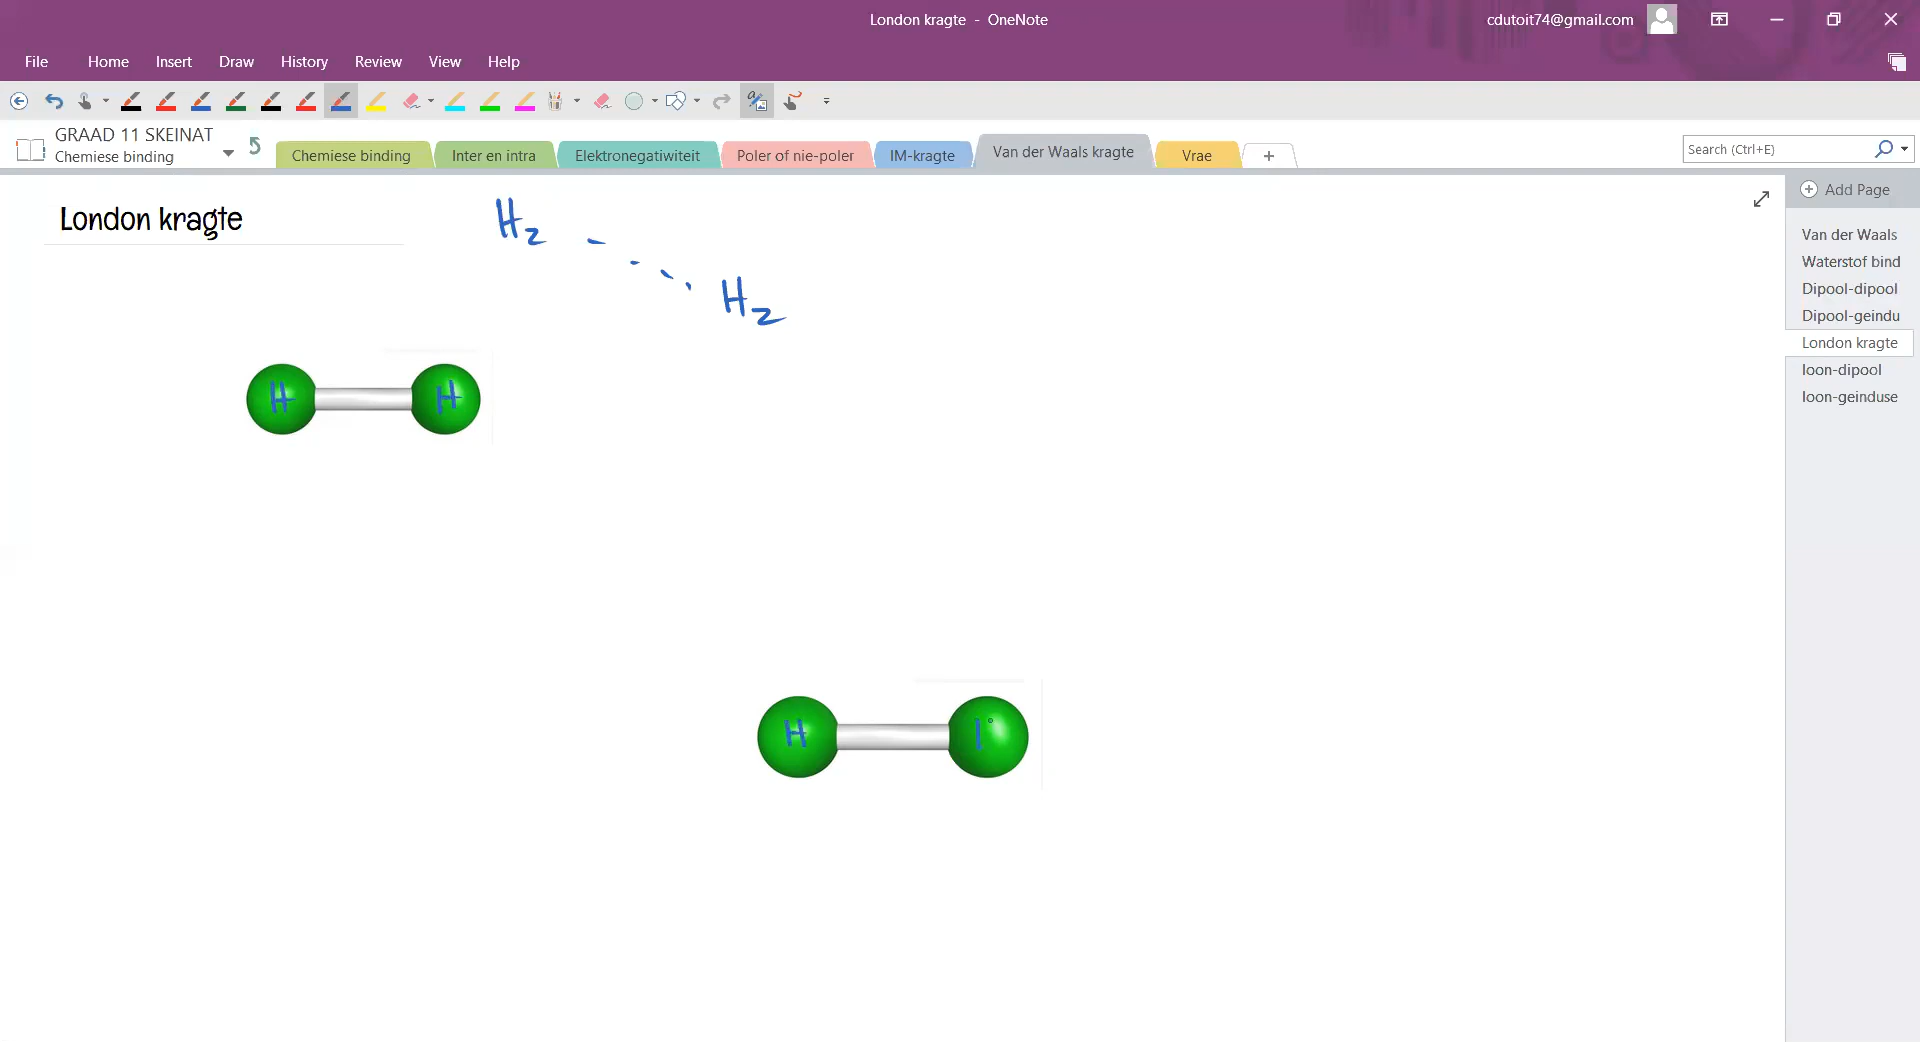 London kragte - OneNote
cdutoit74@gmail.com
File Home Insert Draw History Review View Help
GRAAD 11 SKEINAT
Chemiese binding
Chemiese binding Inter en intra Elektronegatiwiteit Poler of nie-poler IM-kragte Van der Waals kragte Vrae +
Search (Ctrl+E)
Add Page
London kragte
H2
H2
H H
H
Van der Waals
Waterstof bind
Dipool-dipool
Dipool-geindu
London kragte
Ioon-dipool
Ioon-geinduse